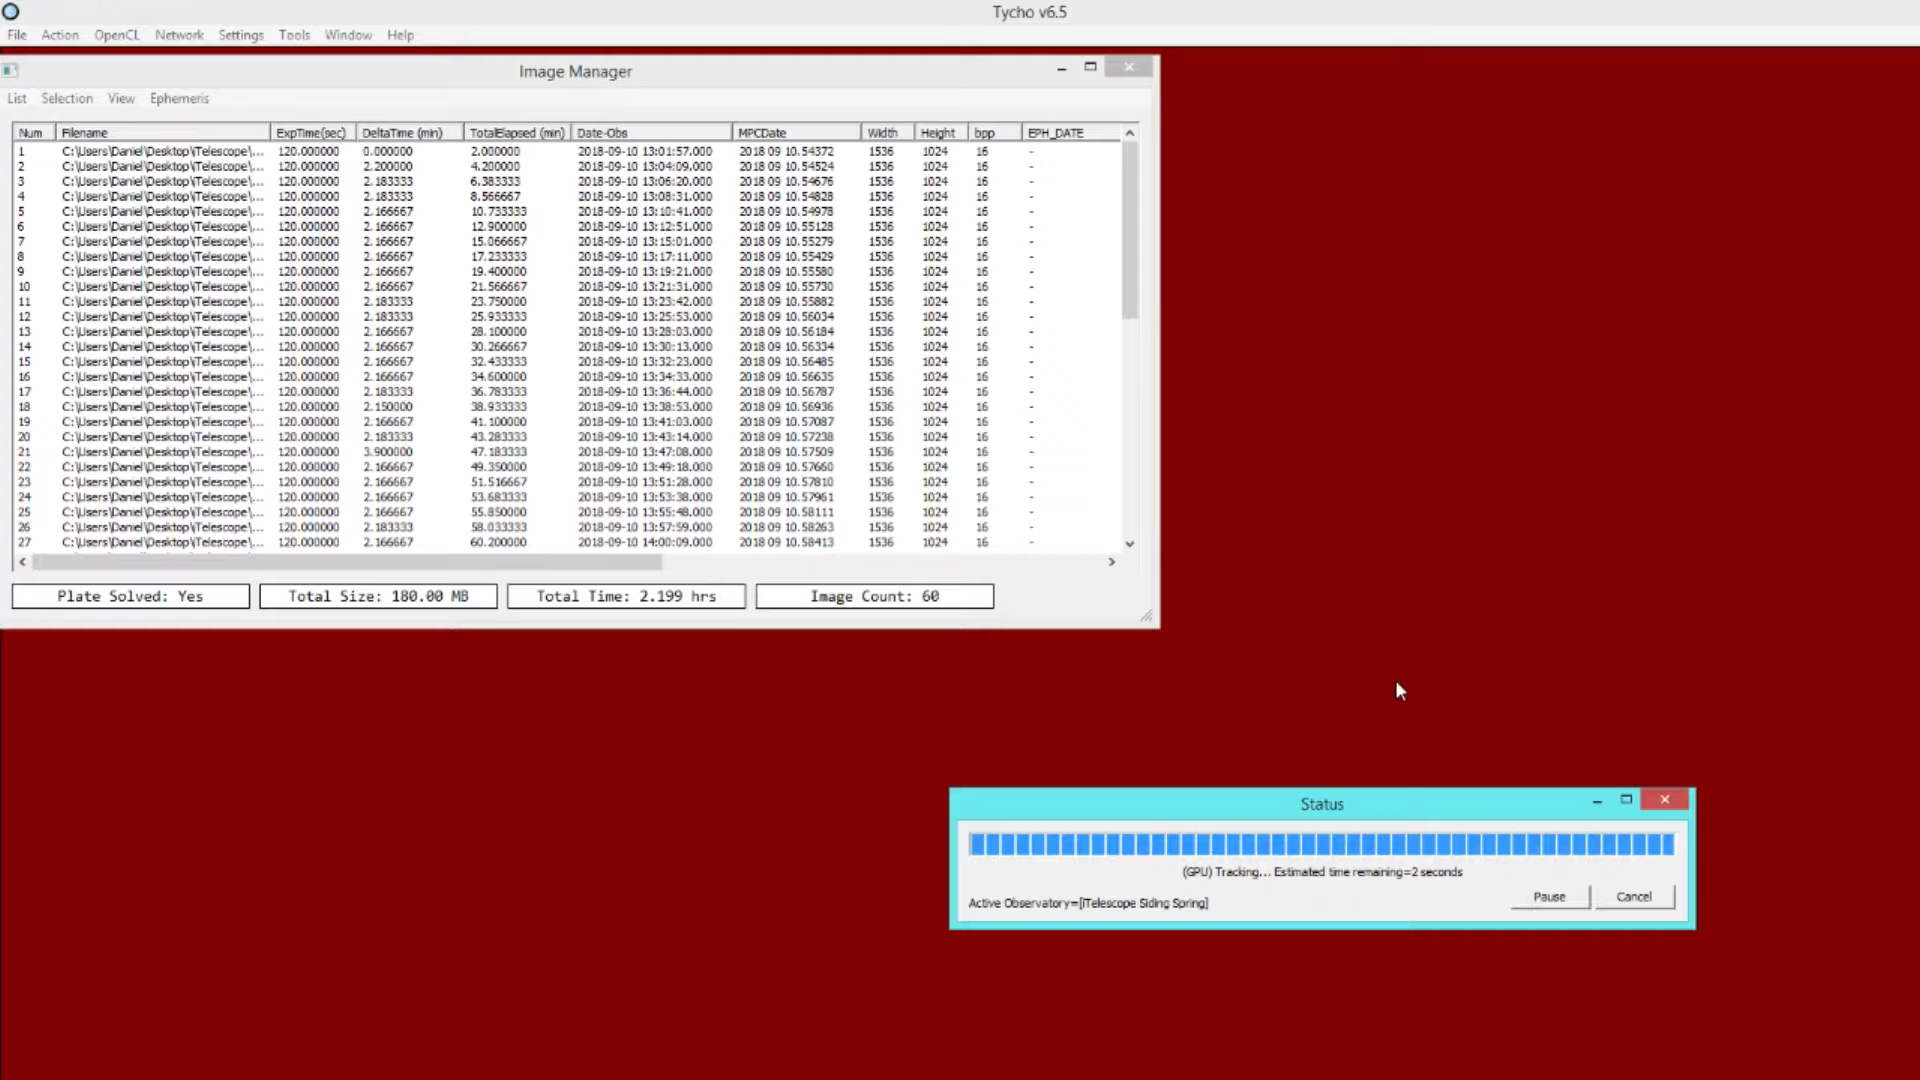 Tycho v6.5
File Action OpenCL Network Settings Tools Window Help
Image Manager
List Selection View Ephemeris
Num Filename ExpTime(sec) DeltaTime (min) TotalElapsed (min) Date-Obs MPCDate Width Height bpp EPH_DATE
1 C:\Users\Daniel\Desktop\iTelescope\... 120.000000 0.000000 2.000000 2018-09-10 13:01:57.000 2018 09 10.54372 1536 1024 16 -
2 C:\Users\Daniel\Desktop\iTelescope\... 120.000000 2.200000 4.200000 2018-09-10 13:04:09.000 2018 09 10.54524 1536 1024 16 -
3 C:\Users\Daniel\Desktop\iTelescope\... 120.000000 2.183333 6.383333 2018-09-10 13:06:20.000 2018 09 10.54676 1536 1024 16 -
4 C:\Users\Daniel\Desktop\iTelescope\... 120.000000 2.183333 8.566667 2018-09-10 13:08:31.000 2018 09 10.54828 1536 1024 16 -
5 C:\Users\Daniel\Desktop\iTelescope\... 120.000000 2.166667 10.733333 2018-09-10 13:10:41.000 2018 09 10.54978 1536 1024 16 -
6 C:\Users\Daniel\Desktop\iTelescope\... 120.000000 2.166667 12.900000 2018-09-10 13:12:51.000 2018 09 10.55128 1536 1024 16 -
7 C:\Users\Daniel\Desktop\iTelescope\... 120.000000 2.166667 15.066667 2018-09-10 13:15:01.000 2018 09 10.55279 1536 1024 16 -
8 C:\Users\Daniel\Desktop\iTelescope\... 120.000000 2.166667 17.233333 2018-09-10 13:17:11.000 2018 09 10.55429 1536 1024 16 -
9 C:\Users\Daniel\Desktop\iTelescope\... 120.000000 2.166667 19.400000 2018-09-10 13:19:21.000 2018 09 10.55580 1536 1024 16 -
10 C:\Users\Daniel\Desktop\iTelescope\... 120.000000 2.166667 21.566667 2018-09-10 13:21:31.000 2018 09 10.55730 1536 1024 16 -
11 C:\Users\Daniel\Desktop\iTelescope\... 120.000000 2.183333 23.750000 2018-09-10 13:23:42.000 2018 09 10.55882 1536 1024 16 -
12 C:\Users\Daniel\Desktop\iTelescope\... 120.000000 2.183333 25.933333 2018-09-10 13:25:53.000 2018 09 10.56034 1536 1024 16 -
13 C:\Users\Daniel\Desktop\iTelescope\... 120.000000 2.166667 28.100000 2018-09-10 13:28:03.000 2018 09 10.56184 1536 1024 16 -
14 C:\Users\Daniel\Desktop\iTelescope\... 120.000000 2.166667 30.266667 2018-09-10 13:30:13.000 2018 09 10.56334 1536 1024 16 -
15 C:\Users\Daniel\Desktop\iTelescope\... 120.000000 2.166667 32.433333 2018-09-10 13:32:23.000 2018 09 10.56485 1536 1024 16 -
16 C:\Users\Daniel\Desktop\iTelescope\... 120.000000 2.166667 34.600000 2018-09-10 13:34:33.000 2018 09 10.56635 1536 1024 16 -
17 C:\Users\Daniel\Desktop\iTelescope\... 120.000000 2.183333 36.783333 2018-09-10 13:36:44.000 2018 09 10.56787 1536 1024 16 -
18 C:\Users\Daniel\Desktop\iTelescope\... 120.000000 2.150000 38.933333 2018-09-10 13:38:53.000 2018 09 10.56936 1536 1024 16 -
19 C:\Users\Daniel\Desktop\iTelescope\... 120.000000 2.166667 41.100000 2018-09-10 13:41:03.000 2018 09 10.57087 1536 1024 16 -
20 C:\Users\Daniel\Desktop\iTelescope\... 120.000000 2.183333 43.283333 2018-09-10 13:43:14.000 2018 09 10.57238 1536 1024 16 -
21 C:\Users\Daniel\Desktop\iTelescope\... 120.000000 3.900000 47.183333 2018-09-10 13:47:08.000 2018 09 10.57509 1536 1024 16 -
22 C:\Users\Daniel\Desktop\iTelescope\... 120.000000 2.166667 49.350000 2018-09-10 13:49:18.000 2018 09 10.57660 1536 1024 16 -
23 C:\Users\Daniel\Desktop\iTelescope\... 120.000000 2.166667 51.516667 2018-09-10 13:51:28.000 2018 09 10.57810 1536 1024 16 -
24 C:\Users\Daniel\Desktop\iTelescope\... 120.000000 2.166667 53.683333 2018-09-10 13:53:38.000 2018 09 10.57961 1536 1024 16 -
25 C:\Users\Daniel\Desktop\iTelescope\... 120.000000 2.166667 55.850000 2018-09-10 13:55:48.000 2018 09 10.58111 1536 1024 16 -
26 C:\Users\Daniel\Desktop\iTelescope\... 120.000000 2.183333 58.033333 2018-09-10 13:57:59.000 2018 09 10.58263 1536 1024 16 -
27 C:\Users\Daniel\Desktop\iTelescope\... 120.000000 2.166667 60.200000 2018-09-10 14:00:09.000 2018 09 10.58413 1536 1024 16 -
Plate Solved: Yes Total Size: 180.00 MB Total Time: 2.199 hrs Image Count: 60
Status
(GPU) Tracking... Estimated time remaining=2 seconds
Active Observatory=[iTelescope Siding Spring] Pause Cancel